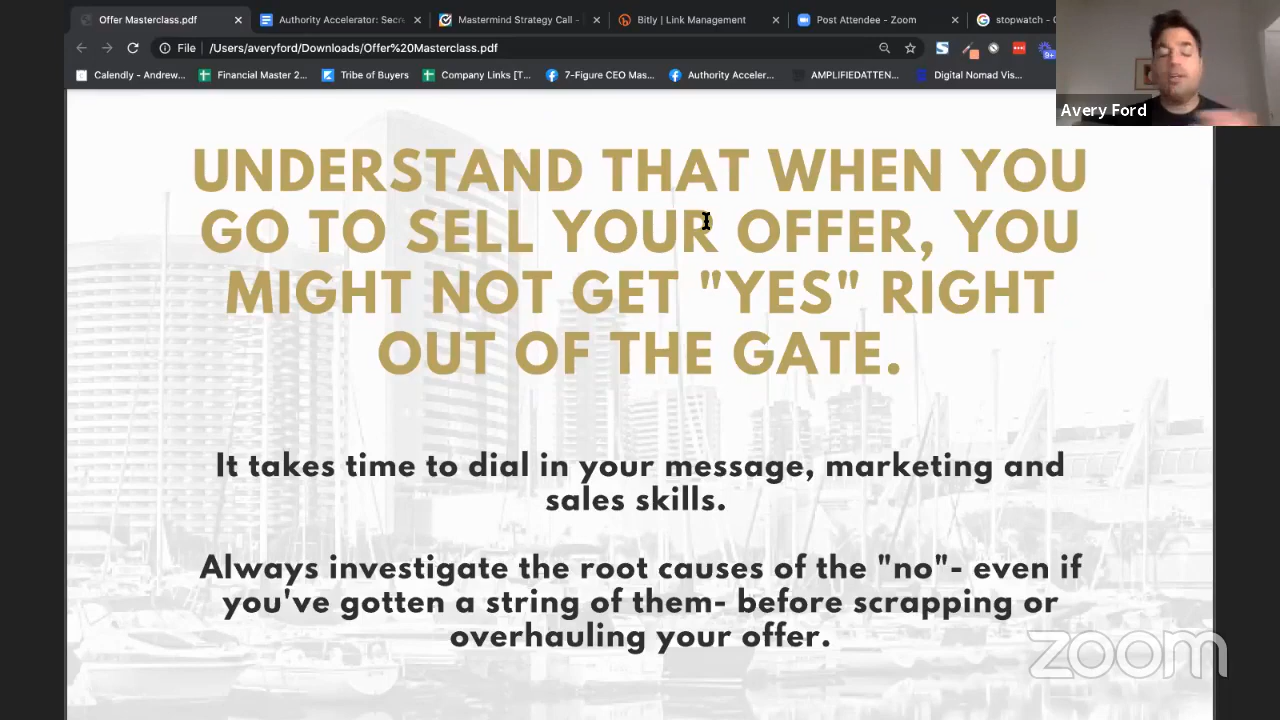 Offer Masterclass.pdf
Authority Accelerator: Secre
Mastermind Strategy Call -
Bitly | Link Management
Post Attendee - Zoom
stopwatch - G
File
/Users/averyford/Downloads/Offer%20Masterclass.pdf
9+
Calendly - Andrew...
Financial Master 2...
Tribe of Buyers
Company Links [T...
7-Figure CEO Mas...
Authority Acceler...
AMPLIFIEDATTEN...
Digital Nomad Vis...
Avery Ford
UNDERSTAND THAT WHEN YOU
GO TO SELL YOUR OFFER, YOU
MIGHT NOT GET "YES" RIGHT
OUT OF THE GATE.
It takes time to dial in your message, marketing and
sales skills.
Always investigate the root causes of the "no"- even if
you've gotten a string of them- before scrapping or
overhauling your offer.
zoom